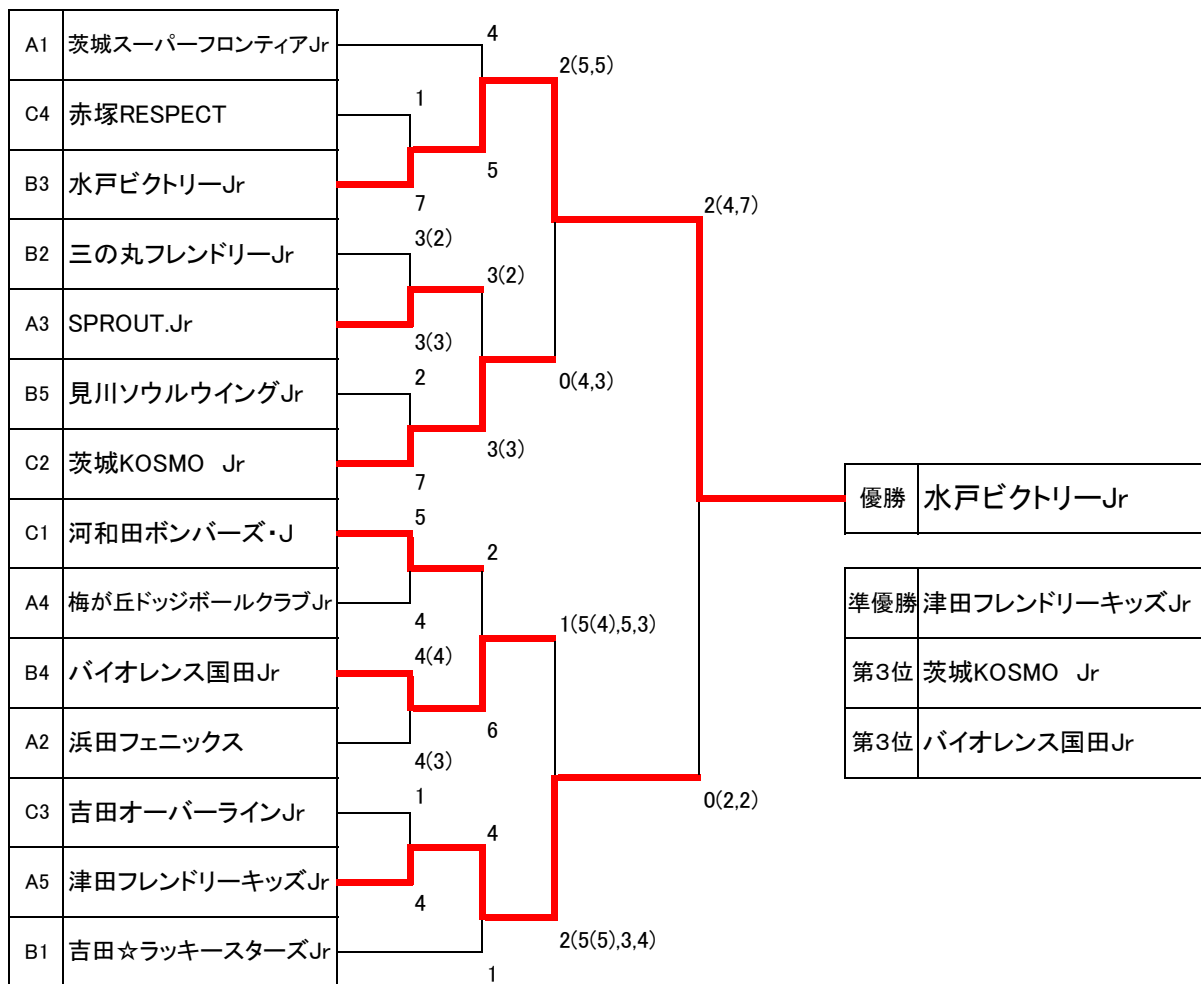 A1 茨城スーパーフロンティアJr
C4 赤塚RESPECT
B3 水戸ビクトリーJr
B2 三の丸フレンドリーJr
A3 SPROUT.Jr
B5 見川ソウルウイングJr
C2 茨城KOSMO Jr
C1 河和田ボンバーズ・J
A4 梅が丘ドッジボールクラブJr
B4 バイオレンス国田Jr
A2 浜田フェニックス
C3 吉田オーバーラインJr
A5 津田フレンドリーキッズJr
B1 吉田☆ラッキースターズJr
1
7
3(2)
3(3)
2
7
5
4
4(4)
4(3)
1
4
4
5
3(2)
3(3)
2
6
4
1
2(5,5)
0(4,3)
1(5(4),5,3)
2(5(5),3,4)
2(4,7)
0(2,2)
優勝 水戸ビクトリーJr
準優勝 津田フレンドリーキッズJr
第3位 茨城KOSMO Jr
第3位 バイオレンス国田Jr